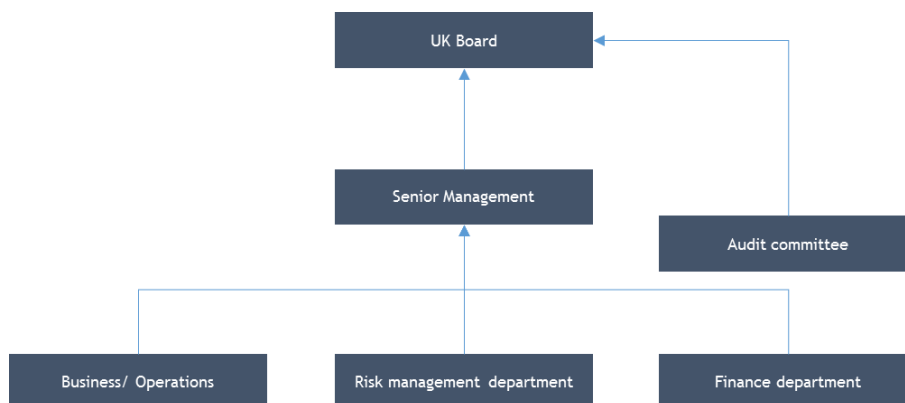 UK Board
Senior Management
Audit committee
Business/ Operations
Risk management department
Finance department